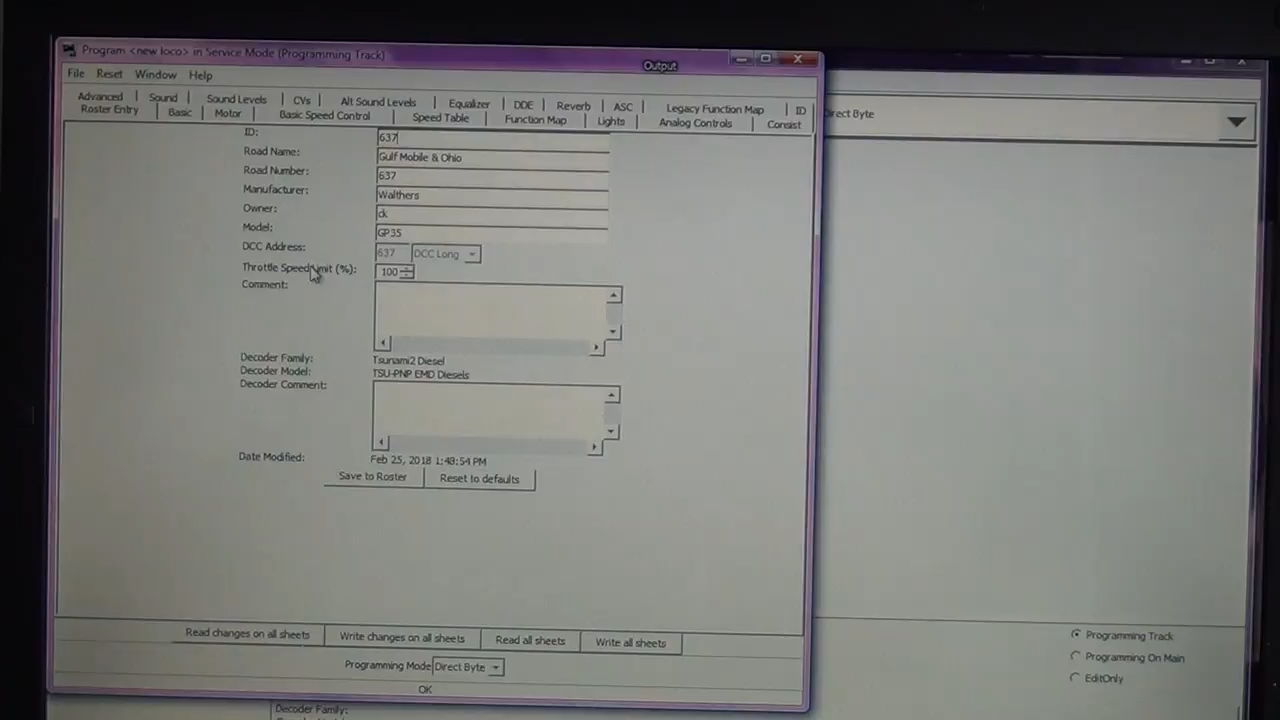 Program <new loco> in Service Mode (Programming Track)
Output
File Reset Window Help
Advanced Sound Sound Levels CVs Alt Sound Levels Equalizer DDE Reverb ASC Legacy Function Map ID
Roster Entry Basic Motor Basic Speed Control Speed Table Function Map Lights Analog Controls Consist
irect Byte
ID: 637
Road Name: Gulf Mobile & Ohio
Road Number: 637
Manufacturer: Walthers
Owner: ck
Model: GP35
DCC Address: 637 DCC Long
Throttle Speed imit (%): 100
Comment:
Decoder Family: Tsunami2 Diesel
Decoder Model: TSU-PNP EMD Diesels
Decoder Comment:
Date Modified: Feb 25, 2018 1:48:54 PM
Save to Roster Reset to defaults
Read changes on all sheets Write changes on all sheets Read all sheets Write all sheets
Programming Mode Direct Byte
OK
Programming Track
Programming On Main
EditOnly
Decoder Family: